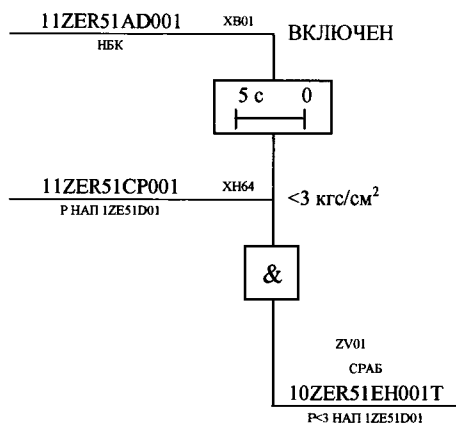 11ZER51AD001 XB01 ВКЛЮЧЕН
НБК
5 с 0
11ZER51CP001 XH64 <3 кгс/см²
Р НАП 1ZE51D01
&
ZV01
СРАБ
10ZER51EH001T
Р<3 НАП 1ZE51D01